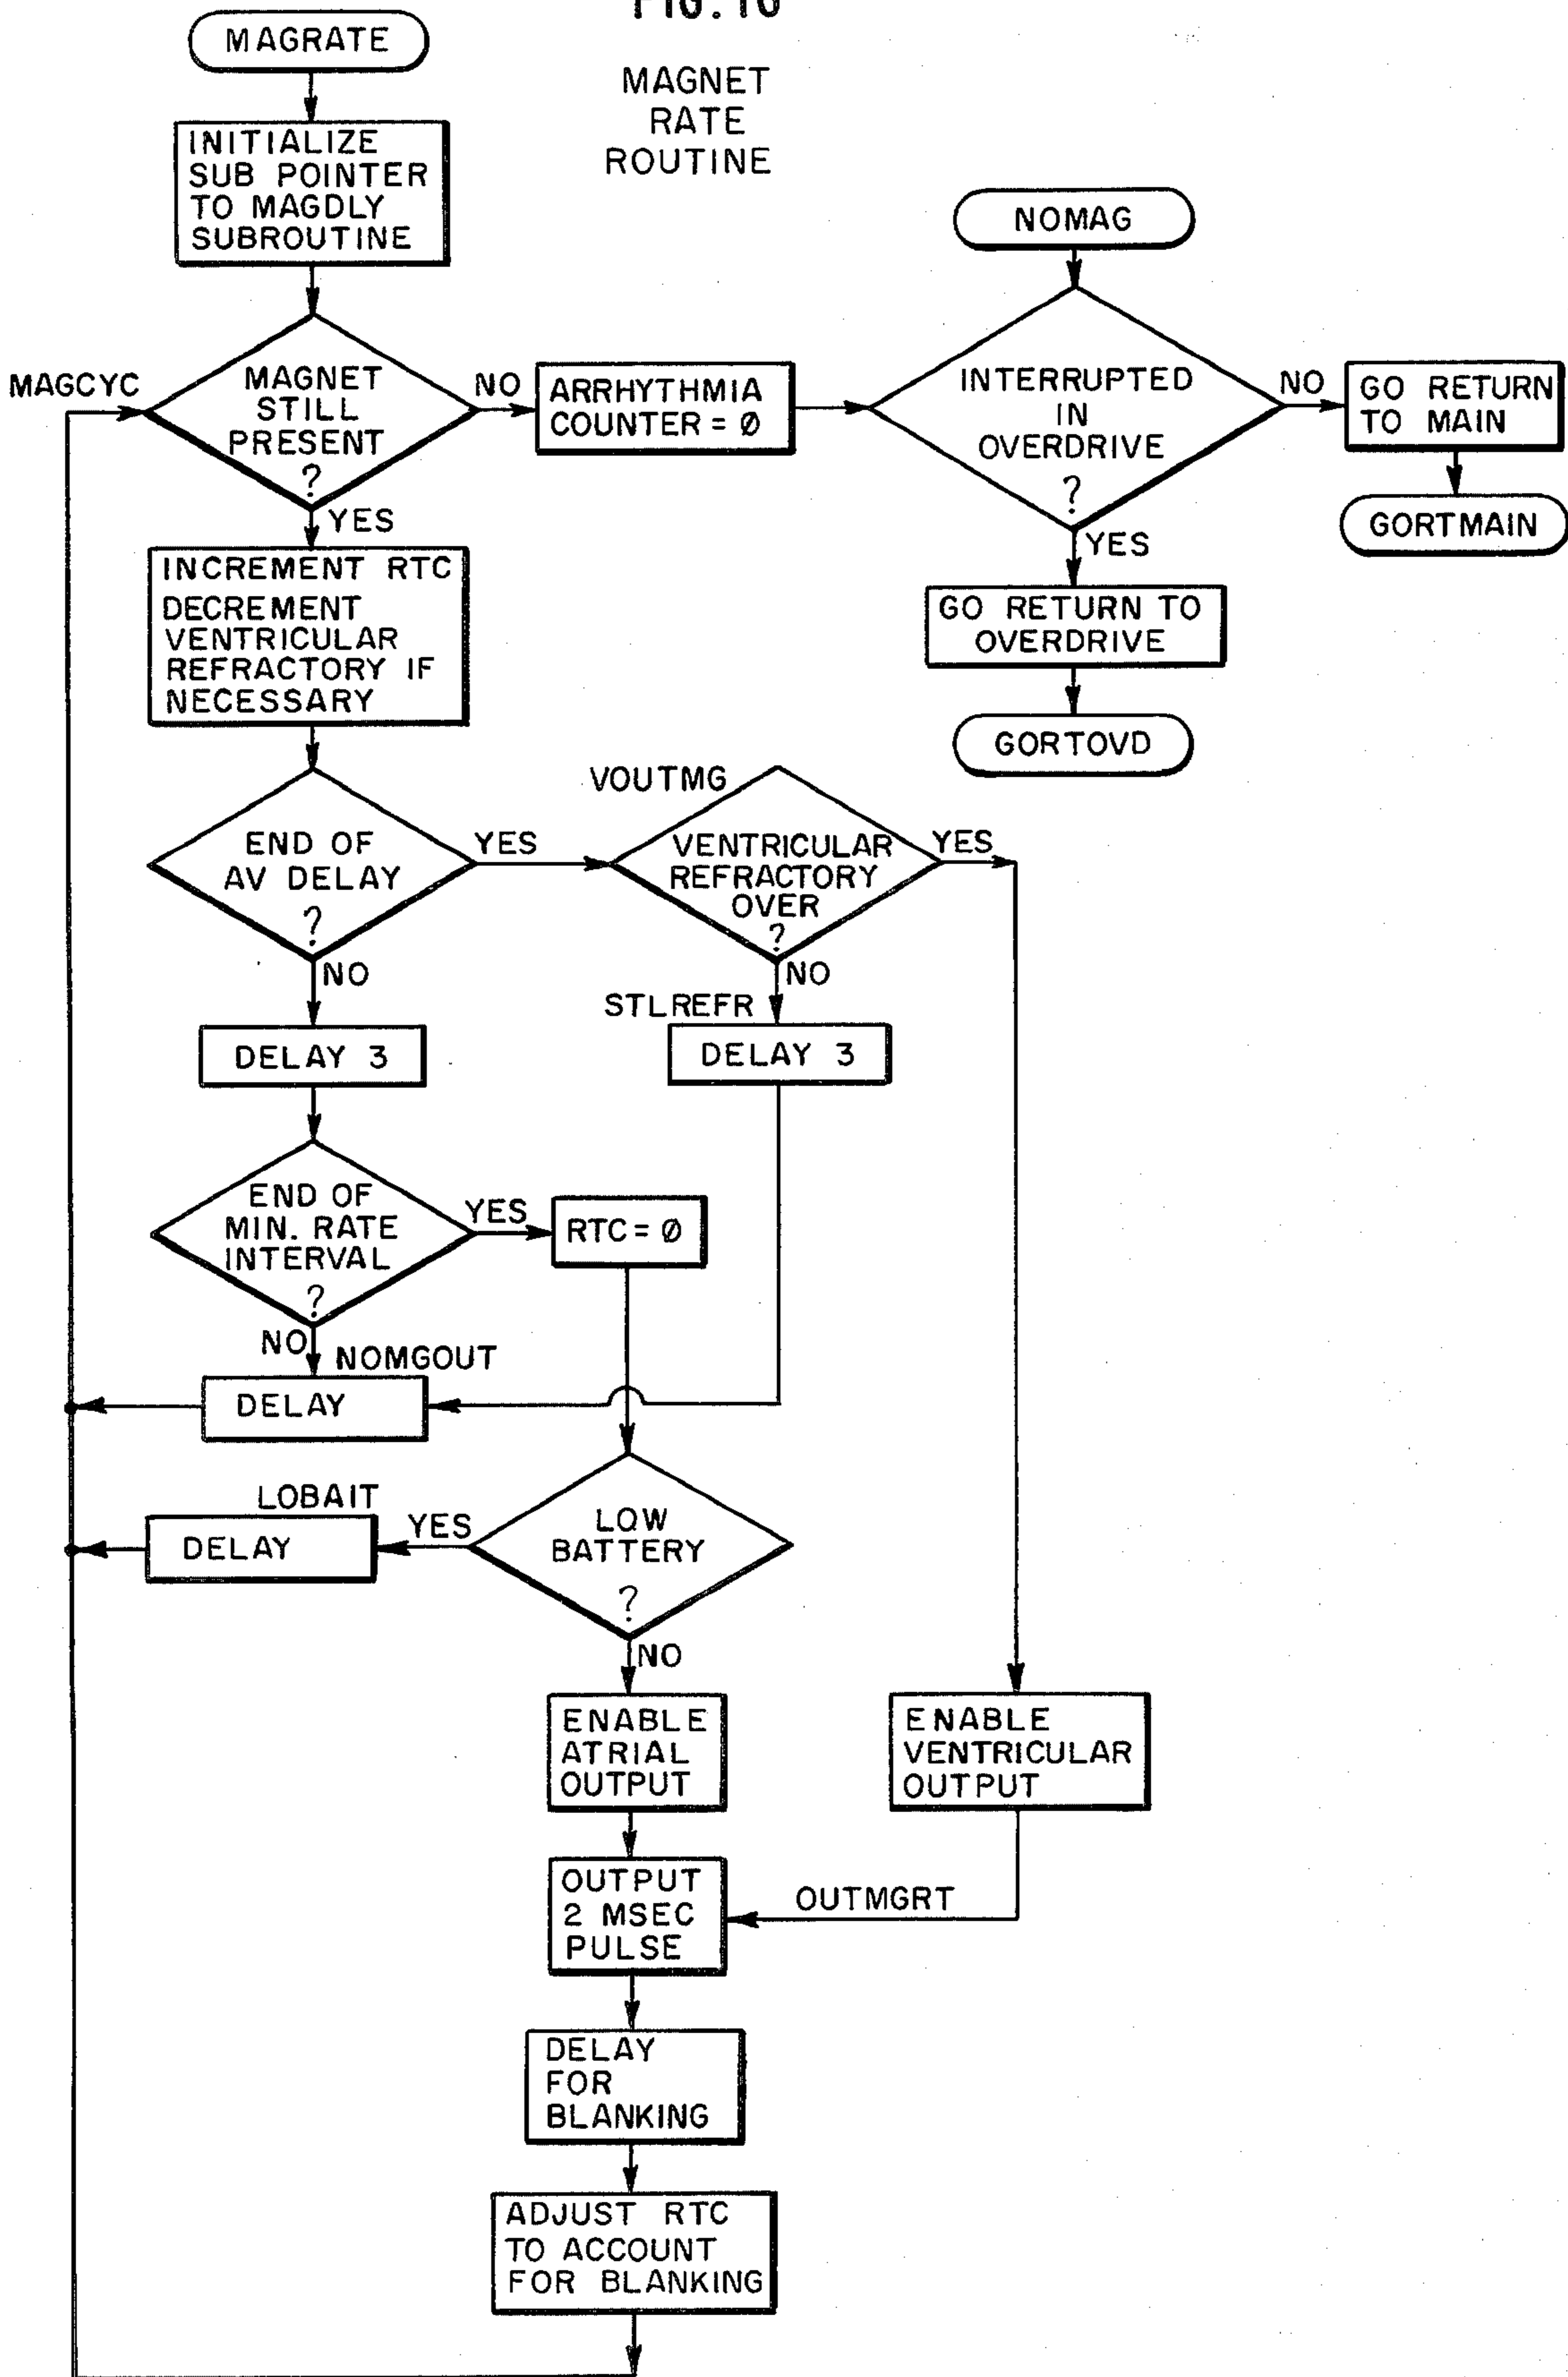 FIG. 16
MAGNET
RATE
ROUTINE
MAGRATE
INITIALIZE
SUB POINTER
TO MAGDLY
SUBROUTINE
MAGCYC
MAGNET
STILL
PRESENT
?
NO
ARRHYTHMIA
COUNTER = Ø
NOMAG
INTERRUPTED
IN
OVERDRIVE
?
NO
GO RETURN
TO MAIN
GORTMAIN
YES
GO RETURN TO
OVERDRIVE
GORTOVD
YES
INCREMENT RTC
DECREMENT
VENTRICULAR
REFRACTORY IF
NECESSARY
END OF
AV DELAY
?
YES
VOUTMG
VENTRICULAR
REFRACTORY
OVER
?
YES
NO
DELAY 3
NO
STLREFR
DELAY 3
END OF
MIN. RATE
INTERVAL
?
YES
RTC = Ø
NO
NOMGOUT
DELAY
LOBAIT
DELAY
YES
LOW
BATTERY
?
NO
ENABLE
ATRIAL
OUTPUT
ENABLE
VENTRICULAR
OUTPUT
OUTPUT
2 MSEC
PULSE
OUTMGRT
DELAY
FOR
BLANKING
ADJUST RTC
TO ACCOUNT
FOR BLANKING